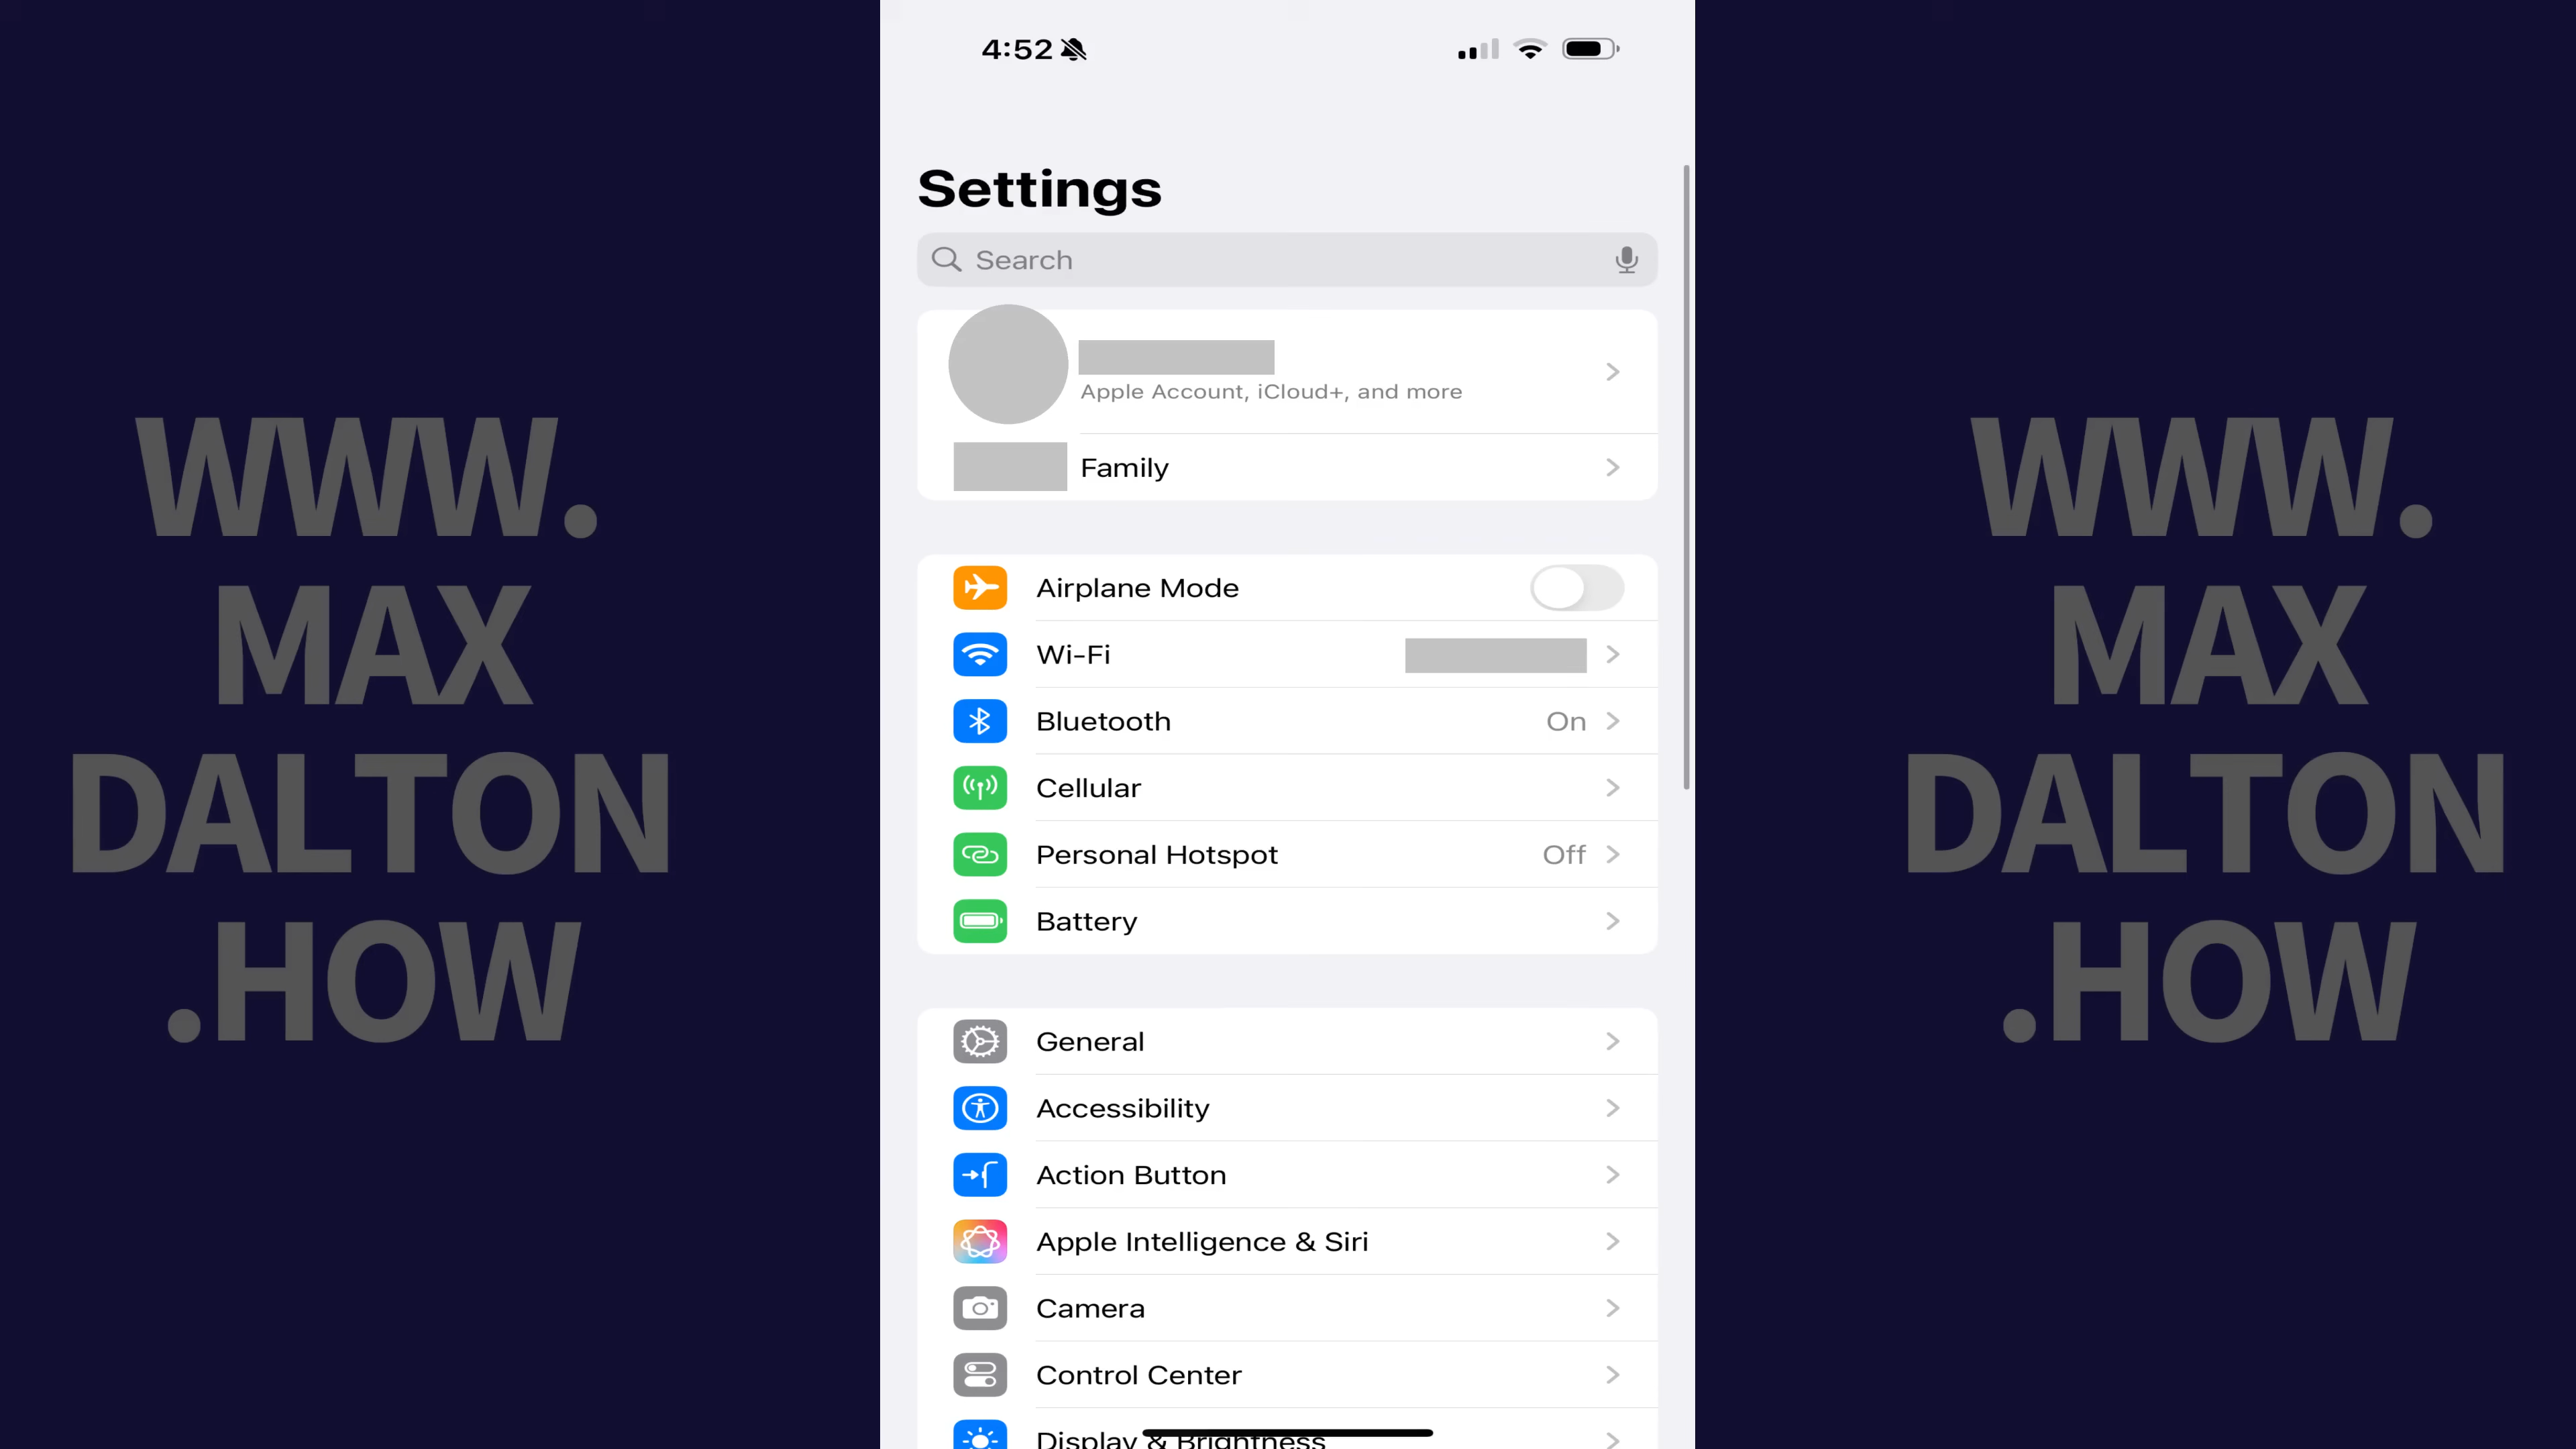 4:52
Settings
Search
Apple Account, iCloud+, and more
Family
Airplane Mode
Wi-Fi
Bluetooth On
Cellular
Personal Hotspot Off
Battery
General
Accessibility
Action Button
Apple Intelligence & Siri
Camera
Control Center
Display & Brightness
WWW.
MAX
DALTON
.HOW
WWW.
MAX
DALTON
.HOW